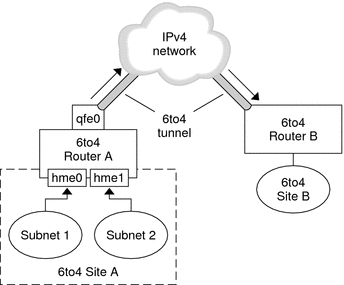 IPv4
network
qfe0
6to4
tunnel
6to4
Router A
6to4
Router B
hme0
hme1
6to4
Site B
Subnet 1
Subnet 2
6to4 Site A